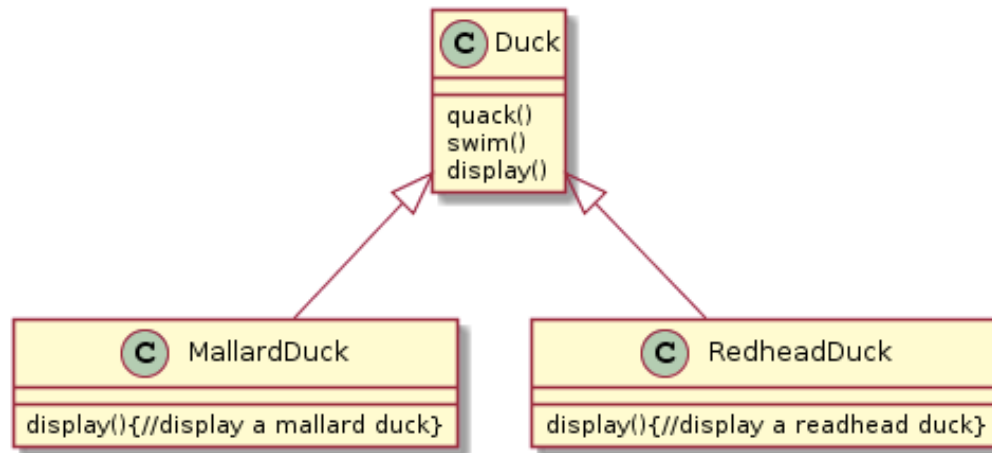 C Duck
quack()
swim()
display()
C MallardDuck
display(){//display a mallard duck}
C RedheadDuck
display(){//display a readhead duck}